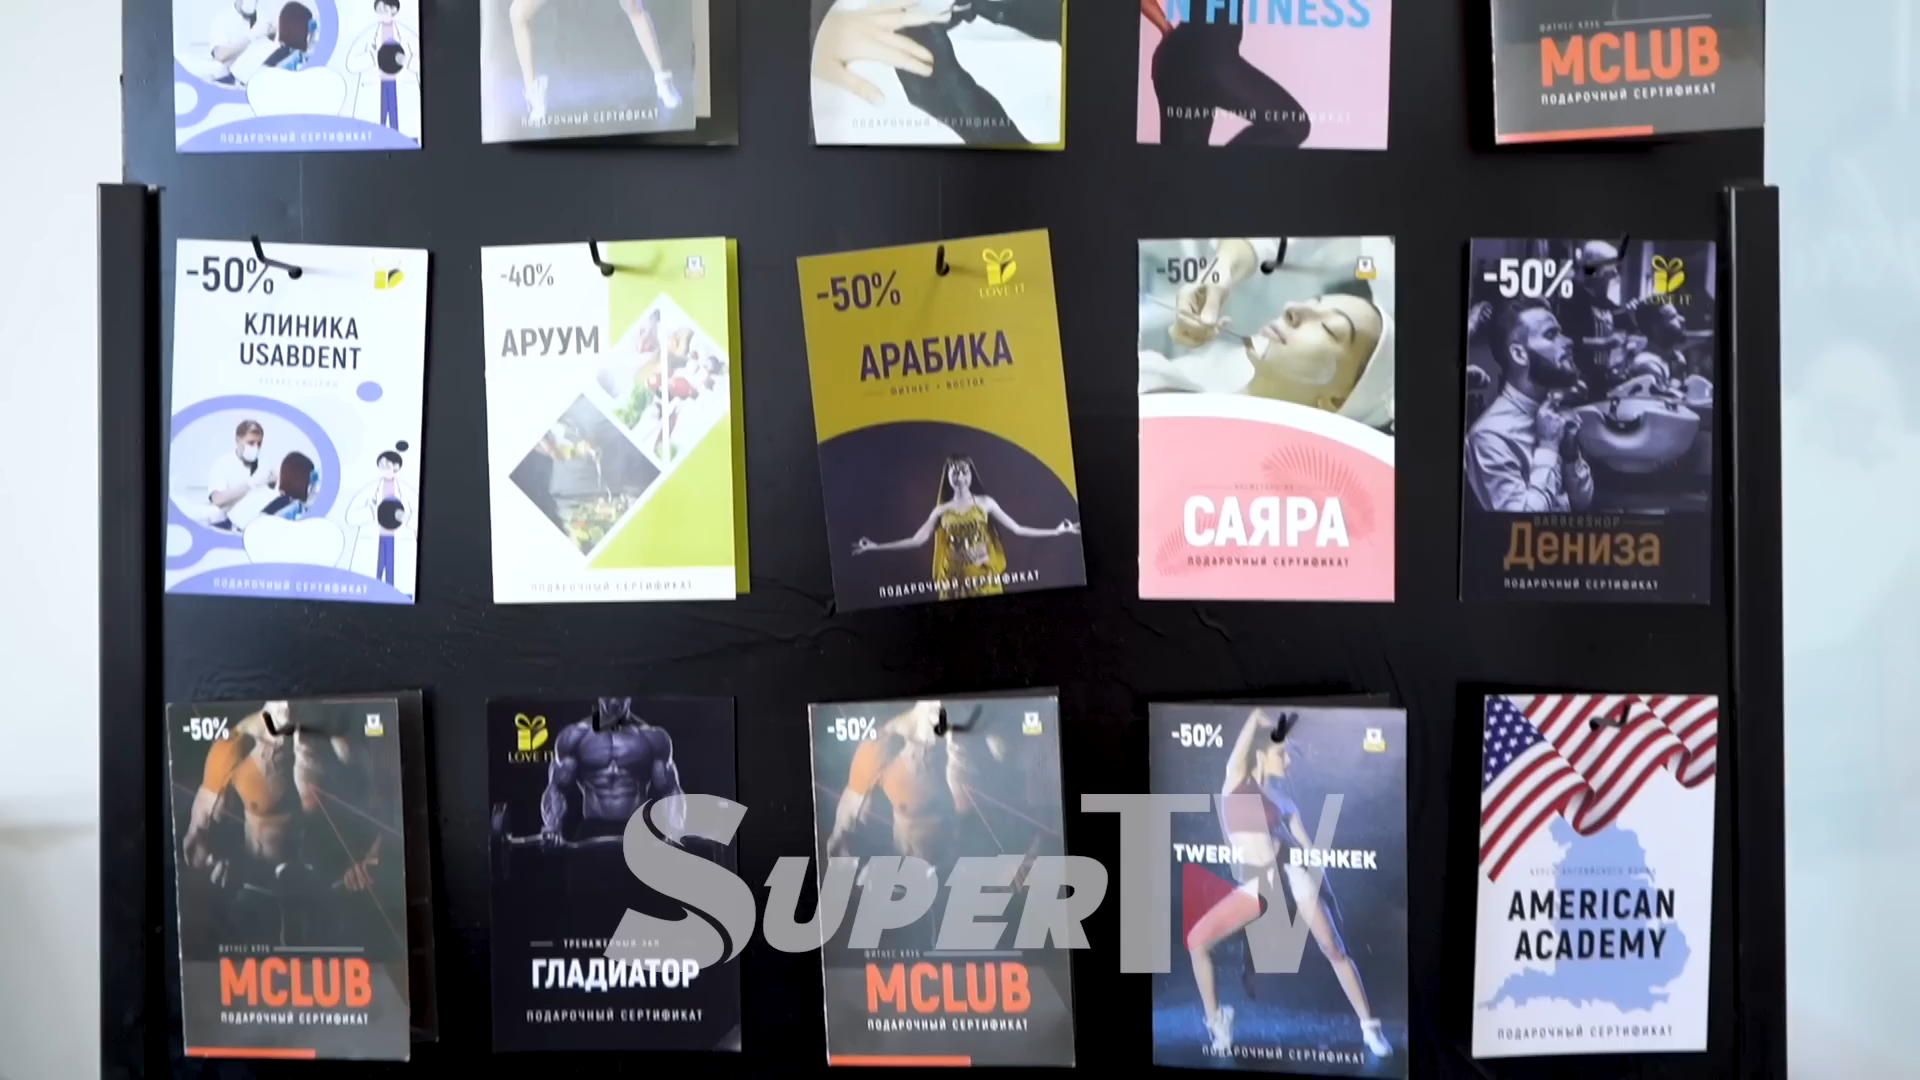 ПОДАРОЧНЫЙ СЕРТИФИКАТ
ПОДАРОЧНЫЙ СЕРТИФИКАТ
ПОДАРОЧНЫЙ СЕРТИФИКАТ
N FITNESS
ПОДАРОЧНЫЙ СЕРТИФИКАТ
ФИТНЕС КЛУБ
MCLUB
ПОДАРОЧНЫЙ СЕРТИФИКАТ
-50%
КЛИНИКА
USABDENT
ПОДАРОЧНЫЙ СЕРТИФИКАТ
-40%
АРУУМ
ПОДАРОЧНЫЙ СЕРТИФИКАТ
-50%
LOVE IT
АРАБИКА
ФИТНЕС • ВОСТОК
ПОДАРОЧНЫЙ СЕРТИФИКАТ
-50%
САЯРА
ПОДАРОЧНЫЙ СЕРТИФИКАТ
-50%
LOVE IT
BARBERSHOP
Дениза
ПОДАРОЧНЫЙ СЕРТИФИКАТ
-50%
ФИТНЕС КЛУБ
MCLUB
ПОДАРОЧНЫЙ СЕРТИФИКАТ
LOVE IT
ТРЕНАЖЕРНЫЙ ЗАЛ
ГЛАДИАТОР
ПОДАРОЧНЫЙ СЕРТИФИКАТ
-50%
ФИТНЕС КЛУБ
MCLUB
ПОДАРОЧНЫЙ СЕРТИФИКАТ
-50%
TWERK BISHKEK
ПОДАРОЧНЫЙ СЕРТИФИКАТ
AMERICAN
ACADEMY
ПОДАРОЧНЫЙ СЕРТИФИКАТ
SUPERTV